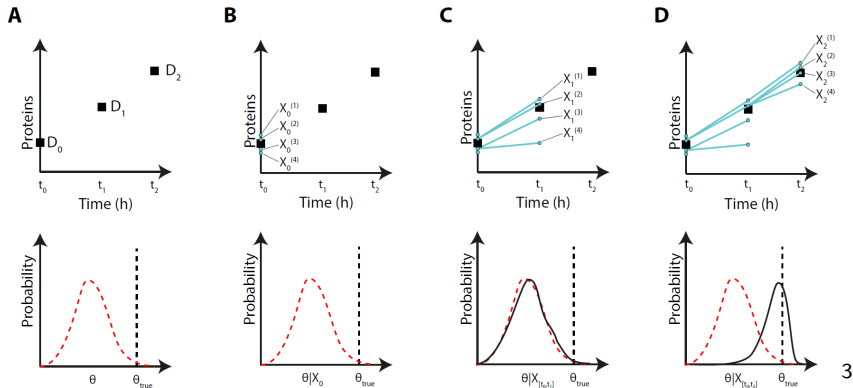 A
Proteins
D₀
D₁
D₂
t₀
t₁
t₂
Time (h)
B
Proteins
X₀⁽¹⁾
X₀⁽²⁾
X₀⁽³⁾
X₀⁽⁴⁾
t₀
t₁
t₂
Time (h)
C
Proteins
X₁⁽¹⁾
X₁⁽²⁾
X₁⁽³⁾
X₁⁽⁴⁾
t₀
t₁
t₂
Time (h)
D
Proteins
X₂⁽¹⁾
X₂⁽²⁾
X₂⁽³⁾
X₂⁽⁴⁾
t₀
t₁
t₂
Time (h)
Probability
θ
θtrue
Probability
θ|X₀
θtrue
Probability
θ|X[t₀,t₁]
θtrue
Probability
θ|X[t₀,t₂]
θtrue
3